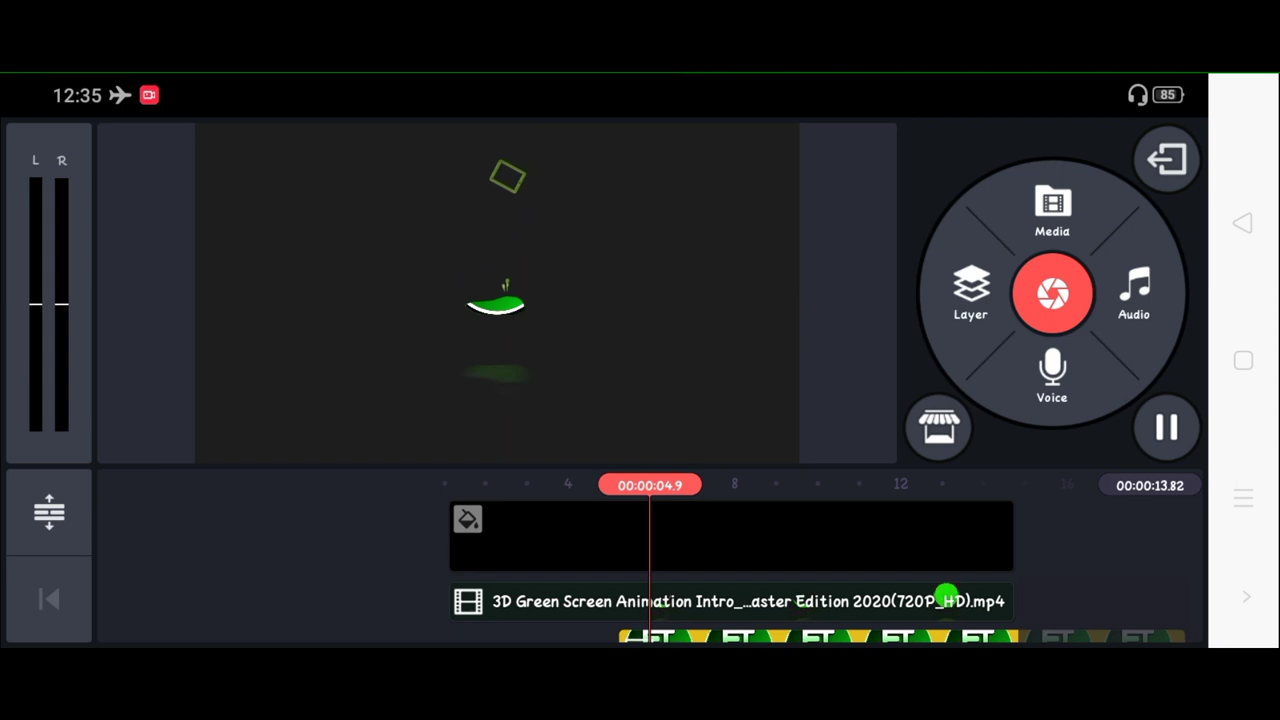 12:35
85
L R
Media
Layer
Audio
Voice
4
00:00:04.9
8
12
16
00:00:13.82
3D Green Screen Animation Intro_...aster Edition 2020(720P_HD).mp4